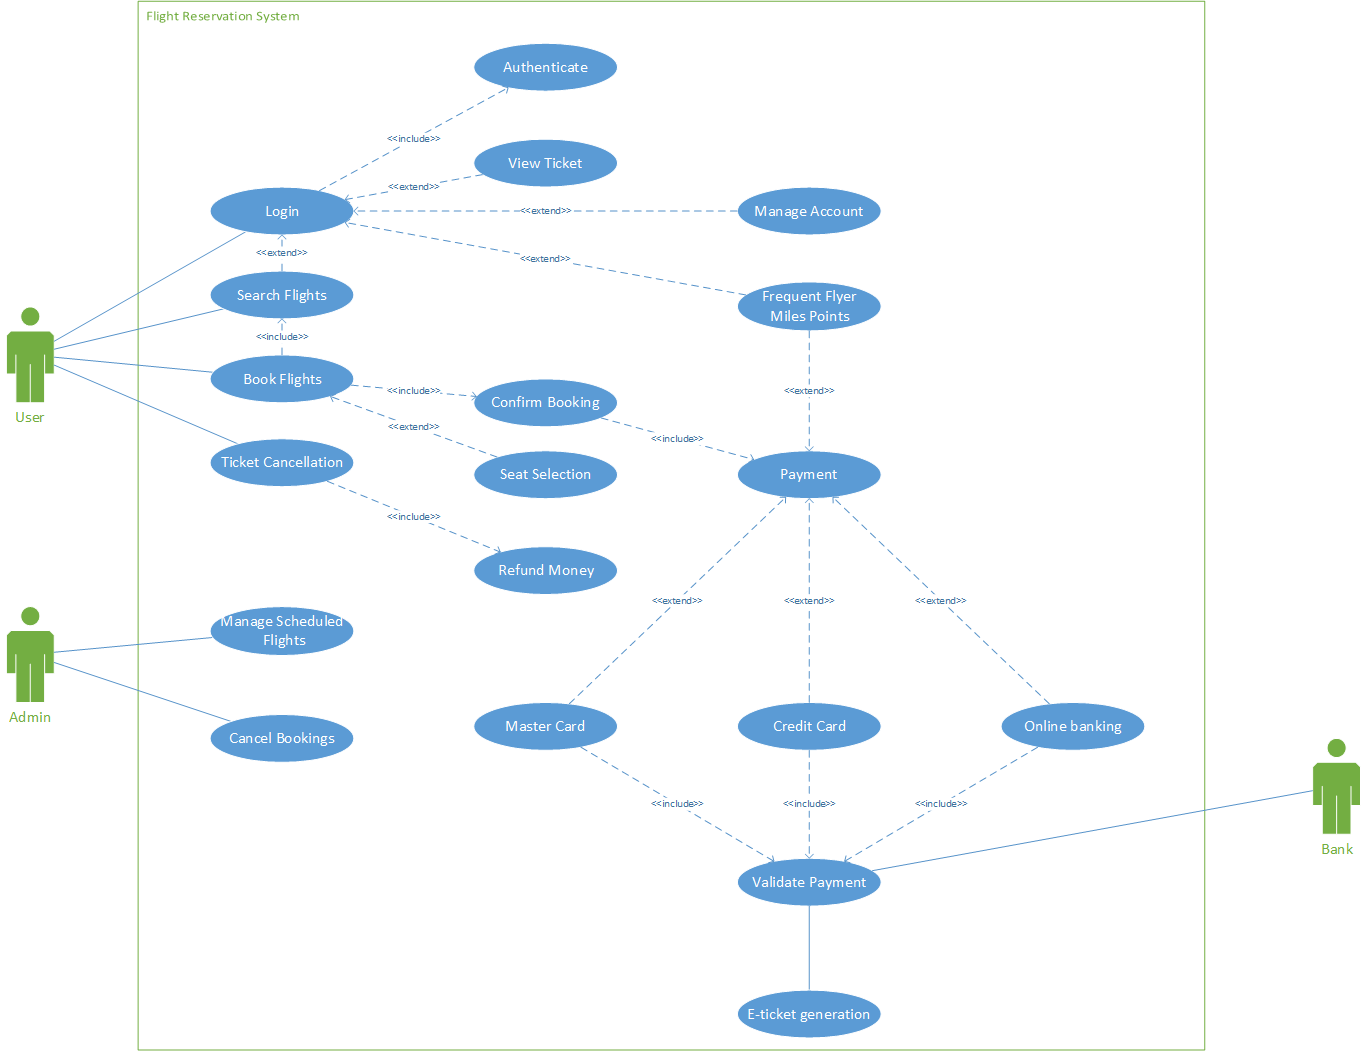 Flight Reservation System
Authenticate
<<include>>
View Ticket
<<extend>>
Login
<<extend>>
Manage Account
<<extend>>
<<extend>>
Search Flights
Frequent Flyer
Miles Points
<<include>>
Book Flights
<<include>>
<<extend>>
Confirm Booking
User
<<extend>>
<<include>>
Ticket Cancellation
Seat Selection
Payment
<<include>>
Refund Money
<<extend>>
<<extend>>
<<extend>>
Manage Scheduled
Flights
Admin
Cancel Bookings
Master Card
Credit Card
Online banking
<<include>>
<<include>>
<<include>>
Bank
Validate Payment
E-ticket generation